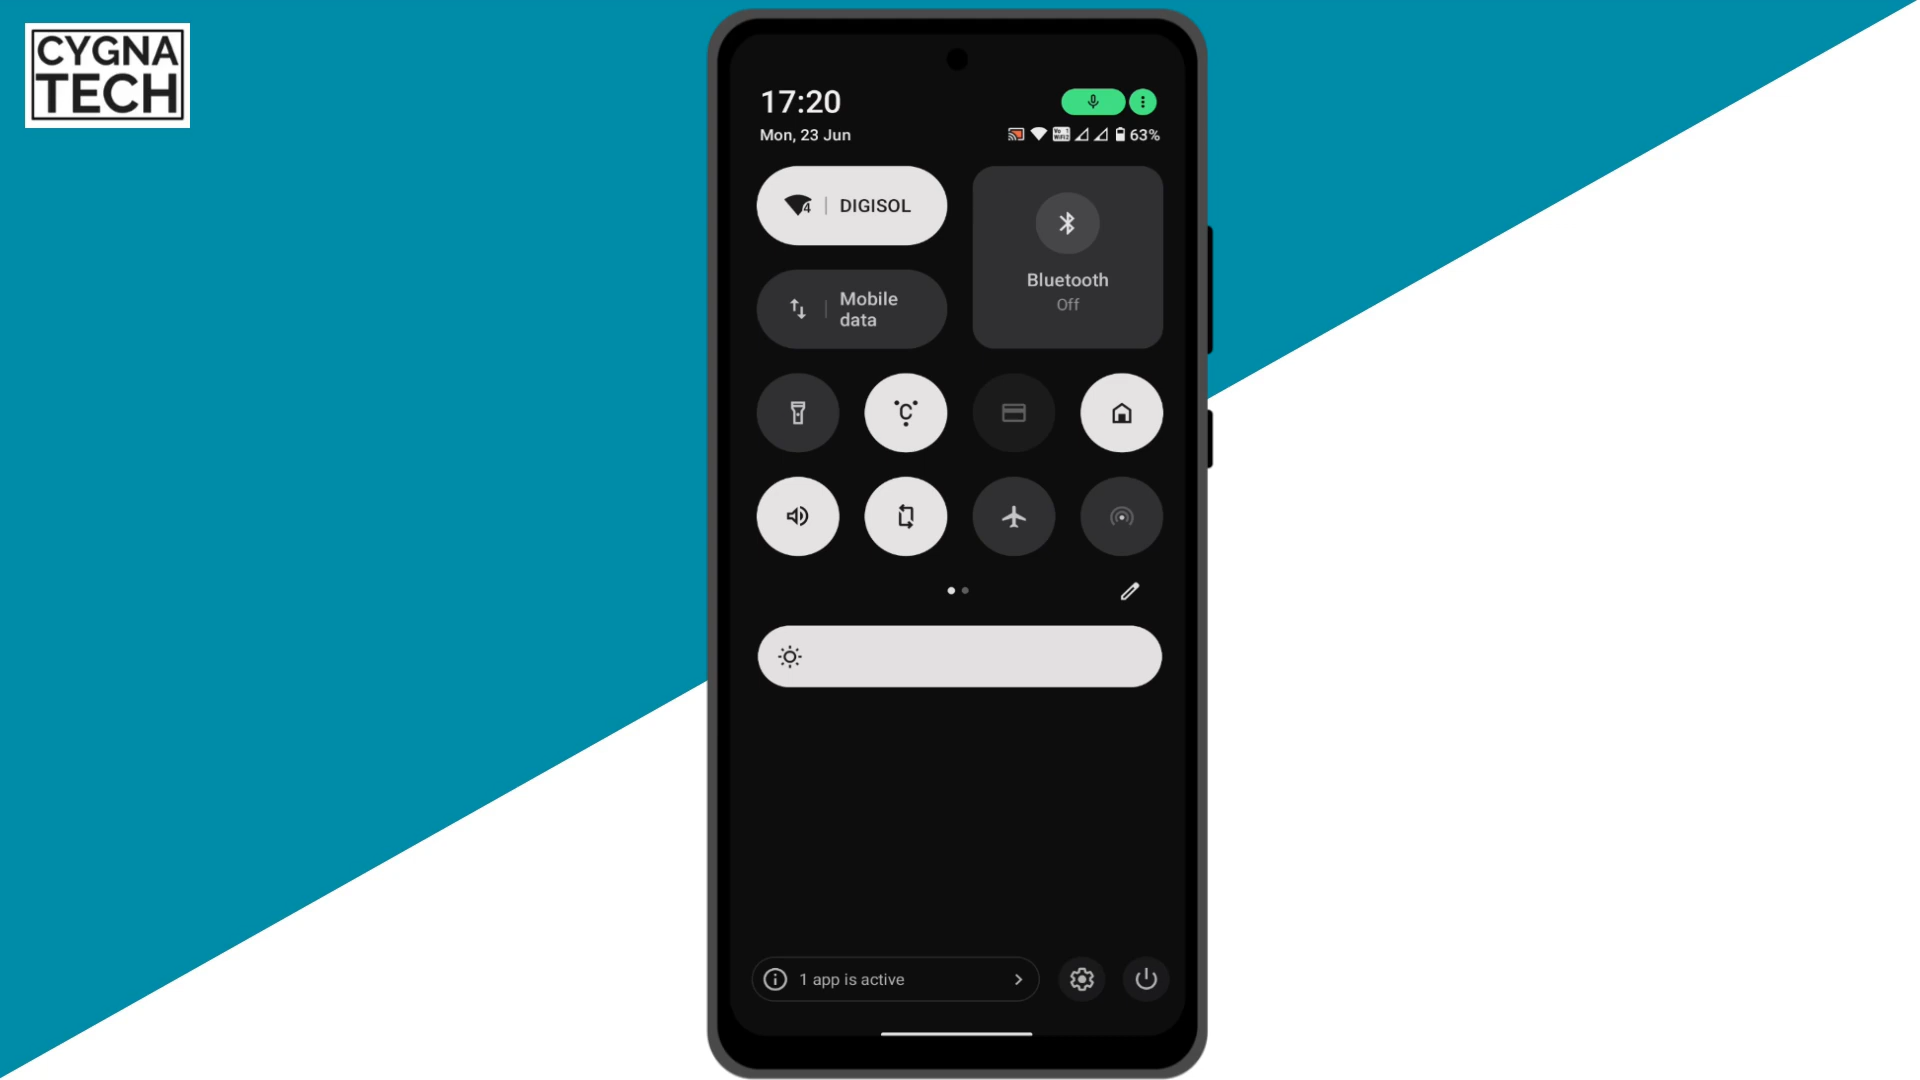 CYGNA
TECH
17:20
Mon, 23 Jun
63%
DIGISOL
Bluetooth
Off
Mobile
data
1 app is active